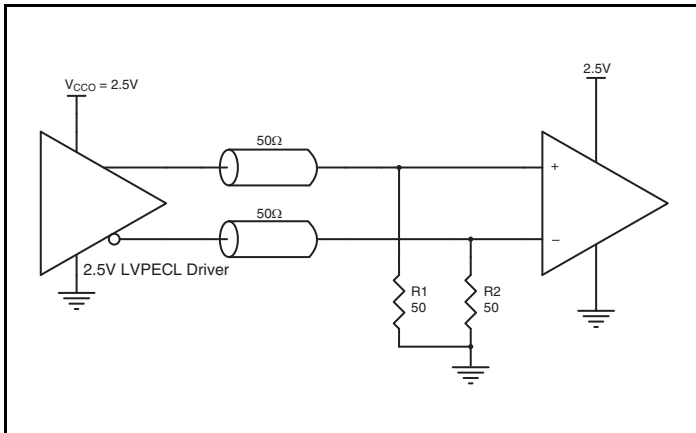 2.5V
V_CCO = 2.5V
50Ω
+
50Ω
−
2.5V LVPECL Driver
R1
50
R2
50